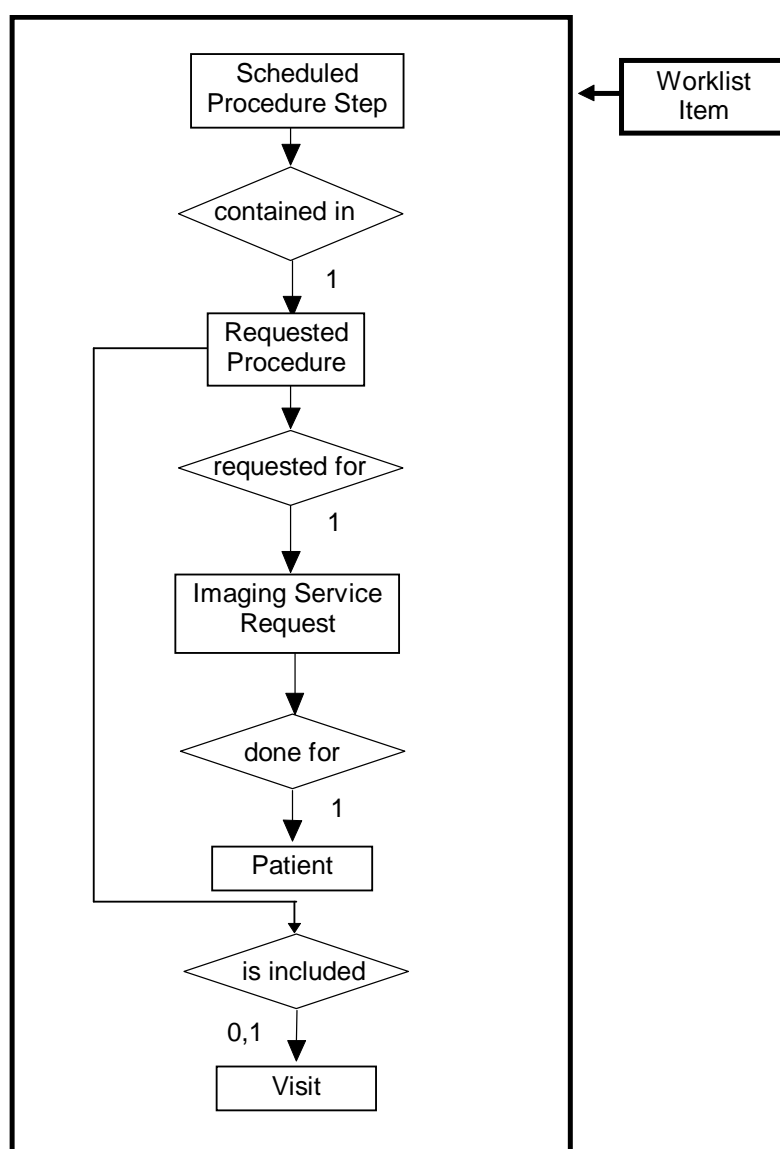 Scheduled
Procedure Step
Worklist
Item
contained in
1
Requested
Procedure
requested for
1
Imaging Service
Request
done for
1
Patient
is included
0,1
Visit